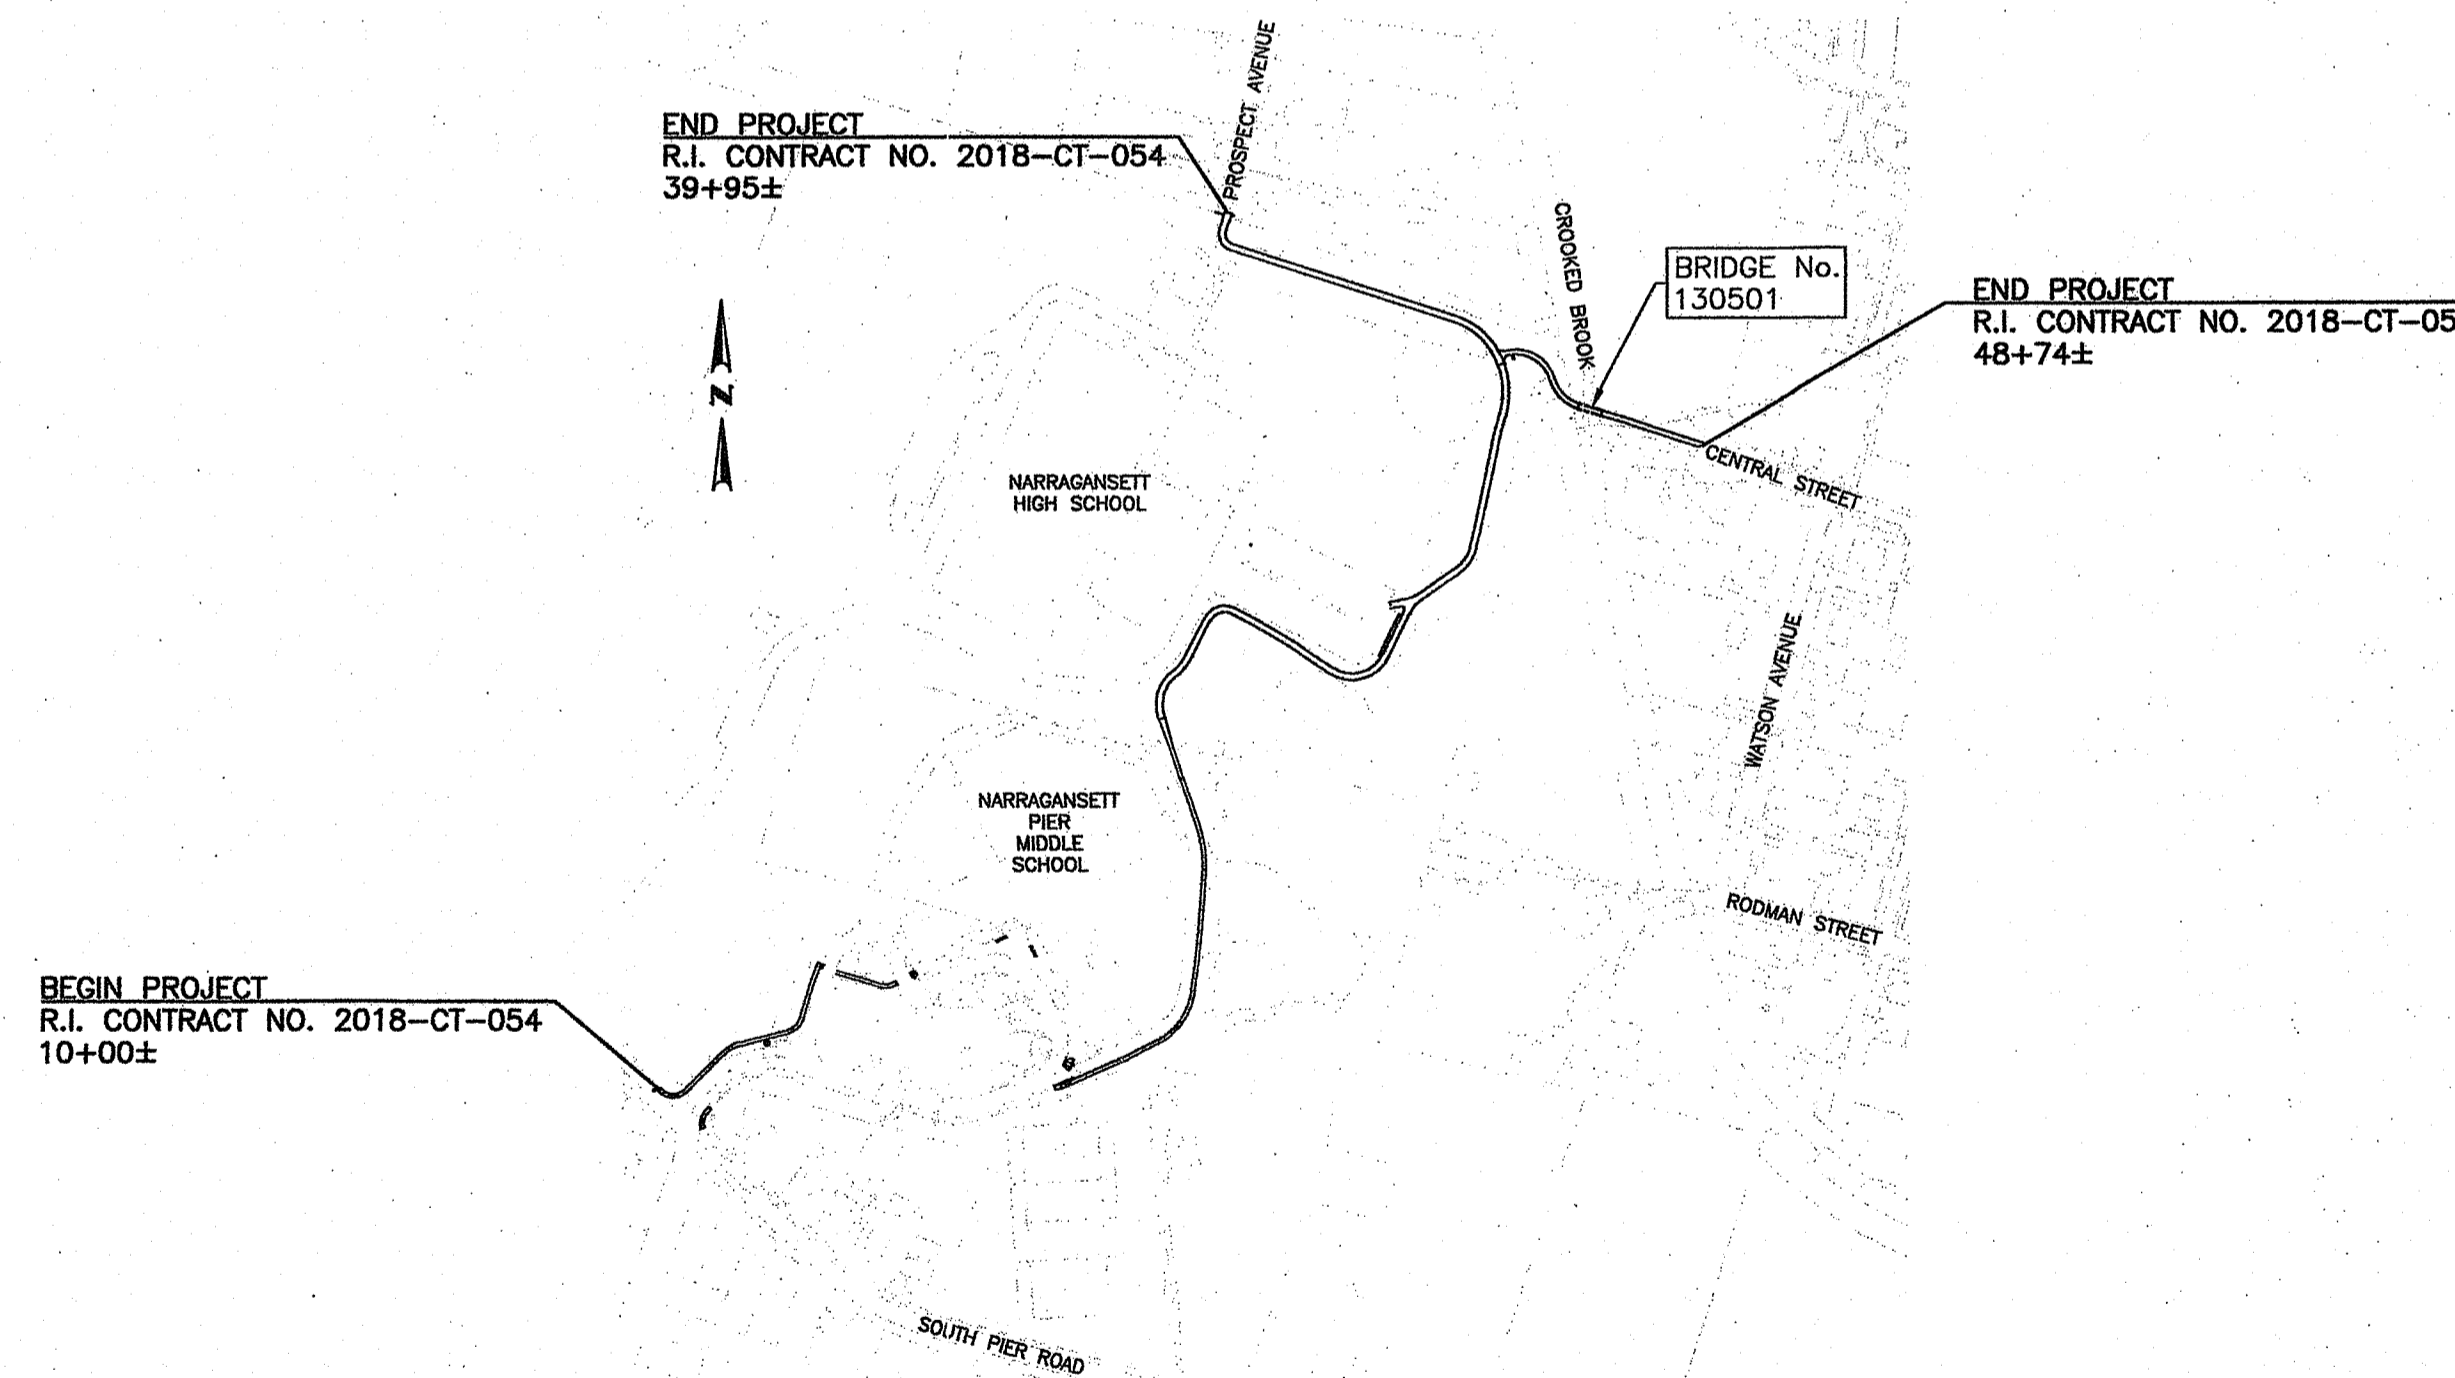 PROSPECT AVENUE
END PROJECT
R.I. CONTRACT NO. 2018-CT-054
39+95±
CROOKED BROOK
BRIDGE No.
130501
END PROJECT
R.I. CONTRACT NO. 2018-CT-05
48+74±
N
CENTRAL STREET
NARRAGANSETT
HIGH SCHOOL
WATSON AVENUE
NARRAGANSETT
PIER
MIDDLE
SCHOOL
RODMAN STREET
BEGIN PROJECT
R.I. CONTRACT NO. 2018-CT-054
10+00±
SOUTH PIER ROAD